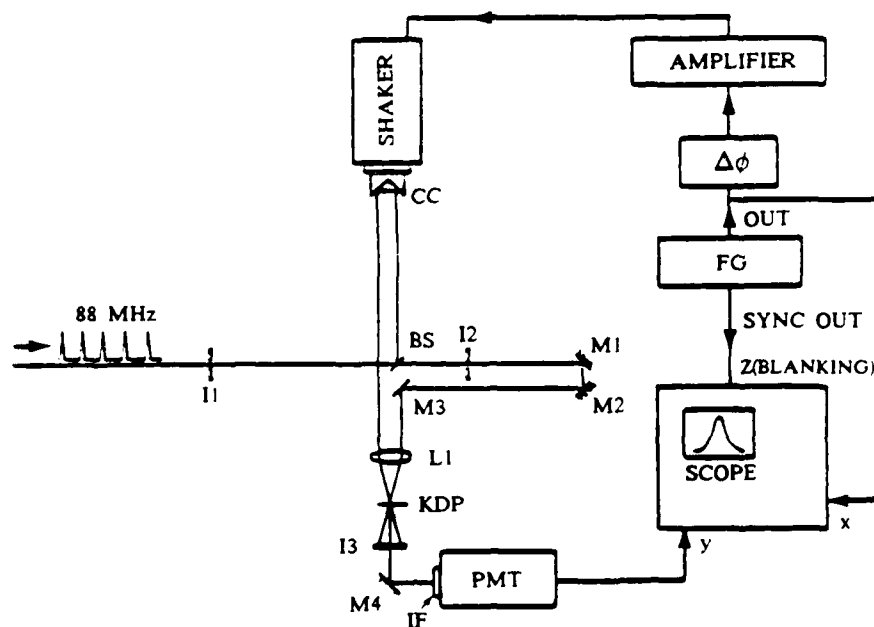 SHAKER
AMPLIFIER
Δϕ
CC
OUT
FG
88 MHz
SYNC OUT
BS
I2
M1
Z(BLANKING)
I1
M3
M2
L1
SCOPE
KDP
x
I3
y
PMT
M4
IF